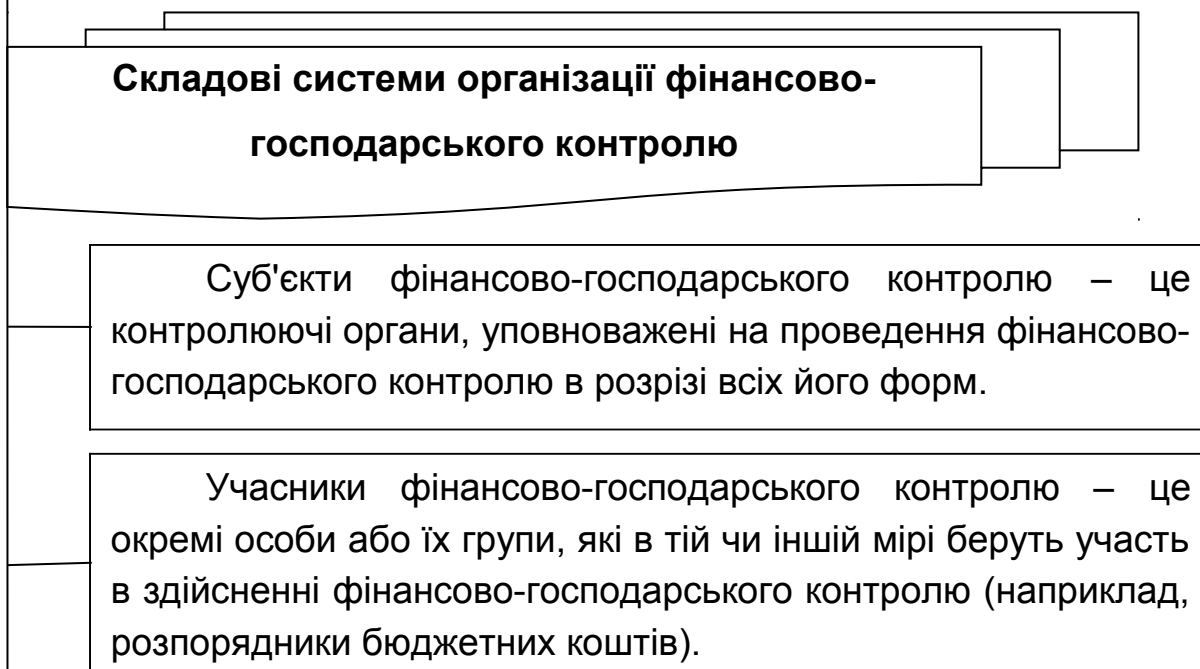 Складові системи організації фінансово-
господарського контролю
Суб'єкти фінансово-господарського контролю – це
контролюючі органи, уповноважені на проведення фінансово-
господарського контролю в розрізі всіх його форм.
Учасники фінансово-господарського контролю – це
окремі особи або їх групи, які в тій чи іншій мірі беруть участь
в здійсненні фінансово-господарського контролю (наприклад,
розпорядники бюджетних коштів).